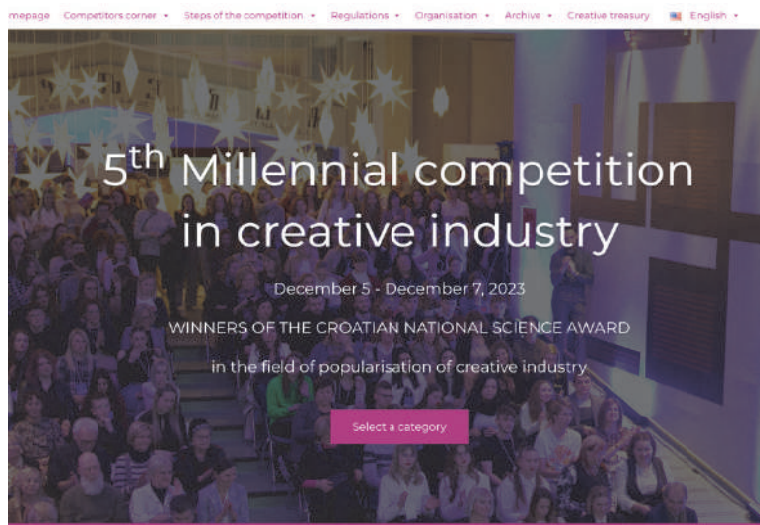 mepage Competitors corner Steps of the competition Regulations Organisation Archive Creative treasury English
5th Millennial competition
in creative industry
December 5 - December 7, 2023
WINNERS OF THE CROATIAN NATIONAL SCIENCE AWARD
in the field of popularisation of creative industry
Select a category